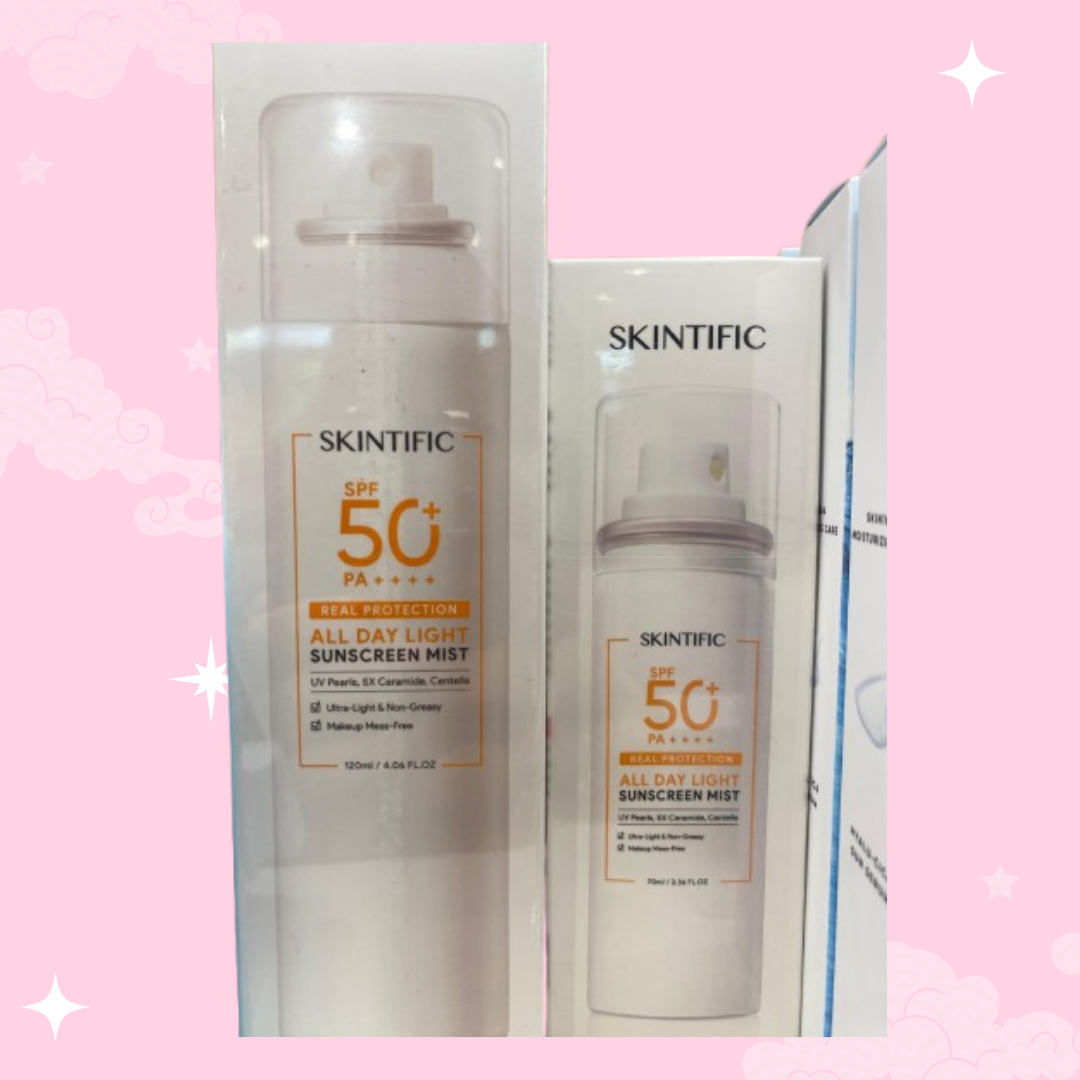 SKINTIFIC
SPF
50+
PA++++
REAL PROTECTION
ALL DAY LIGHT
SUNSCREEN MIST
UV Pearls, 5X Ceramide, Centella
Ultra-Light & Non-Greasy
Makeup Mess-Free
120ml / 4.06 FL.OZ
SKINTIFIC
SKINTIFIC
SPF
50+
PA++++
REAL PROTECTION
ALL DAY LIGHT
SUNSCREEN MIST
UV Pearls, 5X Ceramide, Centella
Ultra-Light & Non-Greasy
Makeup Mess-Free
70ml / 2.36 FL.OZ
CARE